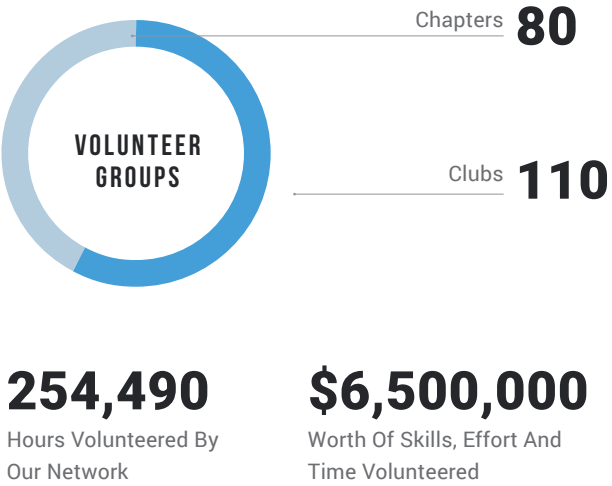 Chapters 80
VOLUNTEER
GROUPS
Clubs 110
254,490
Hours Volunteered By
Our Network
$6,500,000
Worth Of Skills, Effort And
Time Volunteered